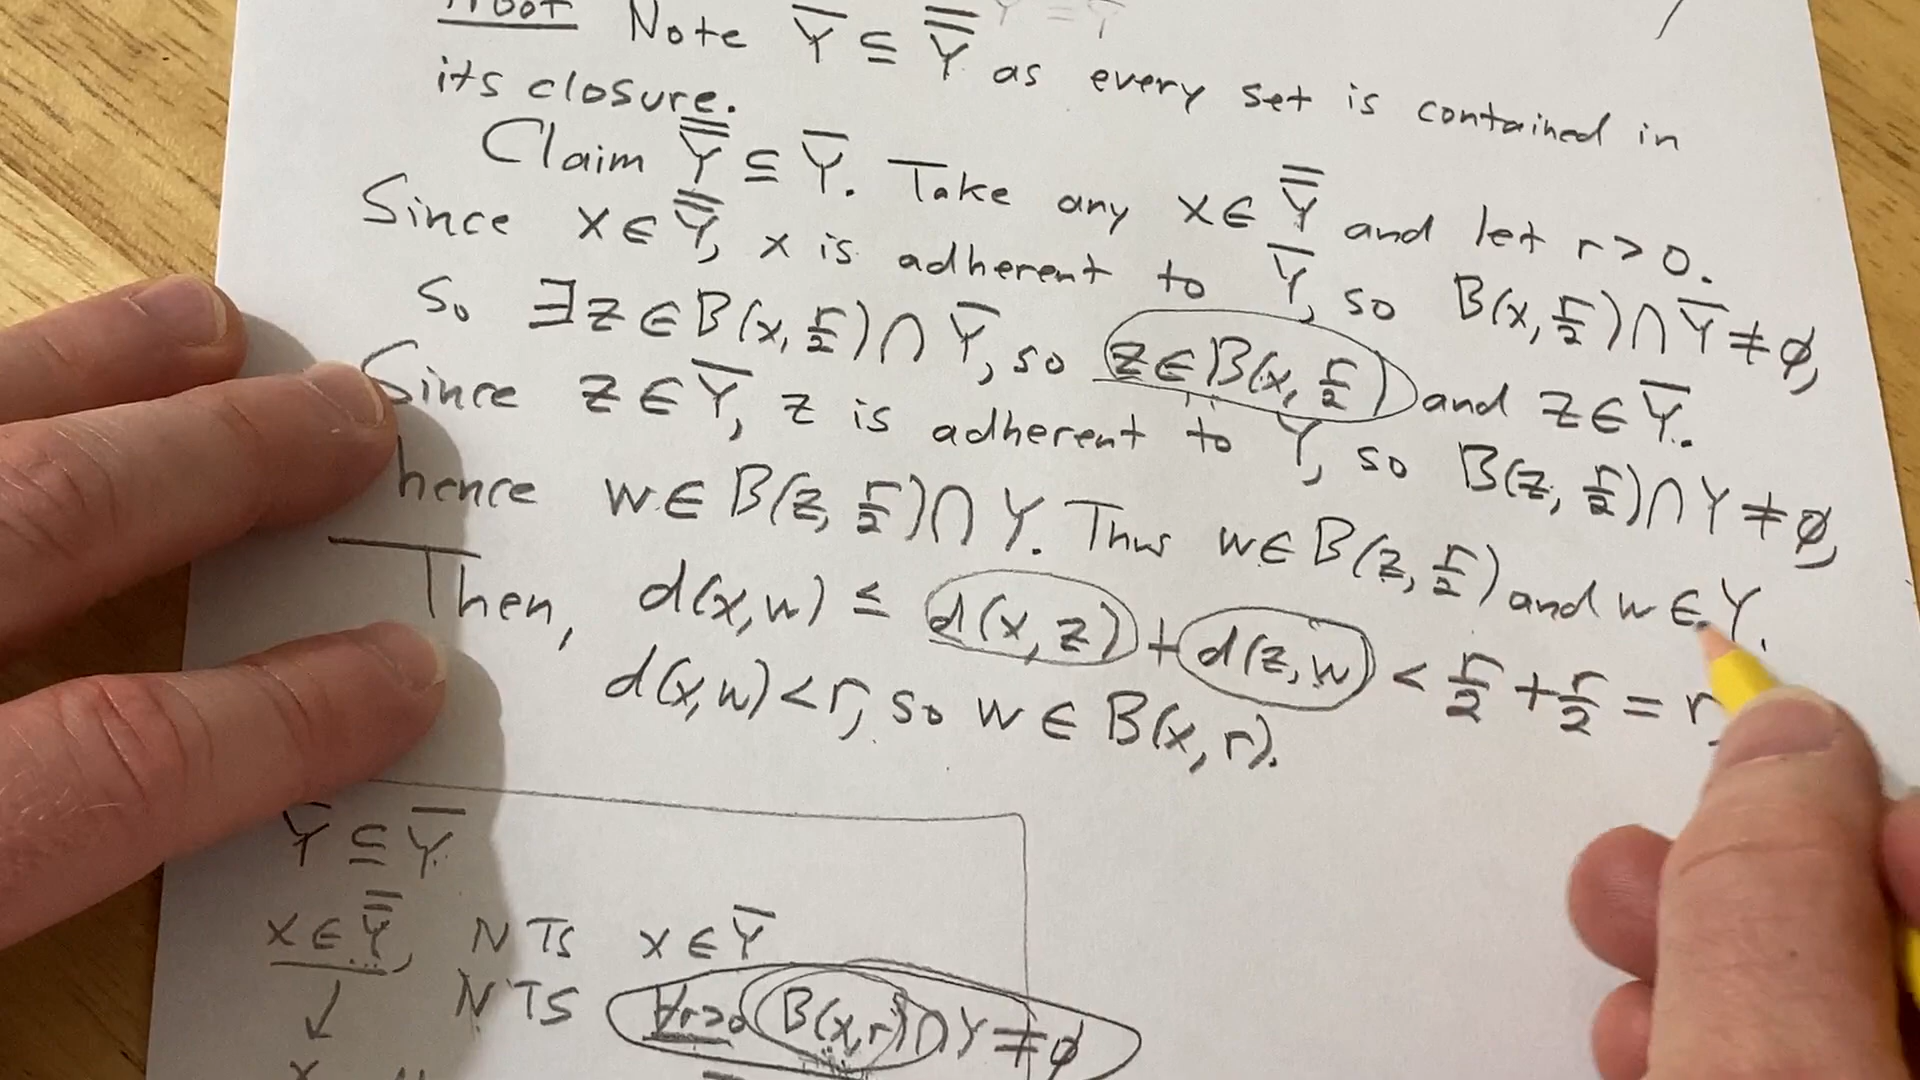 Proof Note Y̅ ⊆ Y̿ as every set is contained in
its closure.
Claim Y̿ ⊆ Y̅. Take any x ∈ Y̿ and let r > 0.
Since x ∈ Y̿, x is adherent to Y̅, so B(x, r/2) ∩ Y̅ ≠ ∅,
so ∃z ∈ B(x, r/2) ∩ Y̅, so z ∈ B(x, r/2) and z ∈ Y̅.
Since z ∈ Y̅, z is adherent to Y, so B(z, r/2) ∩ Y ≠ ∅,
hence w ∈ B(z, r/2) ∩ Y. Thus w ∈ B(z, r/2) and w ∈ Y.
Then, d(x,w) ≤ d(x,z) + d(z,w) < r/2 + r/2 = r,
d(x,w) < r, so w ∈ B(x,r).
Y̅ ⊆ Y̅
x ∈ Y̿, NTS x ∈ Y̅
↓ NTS ∀r>0 B(x,r) ∩ Y ≠ ∅
x